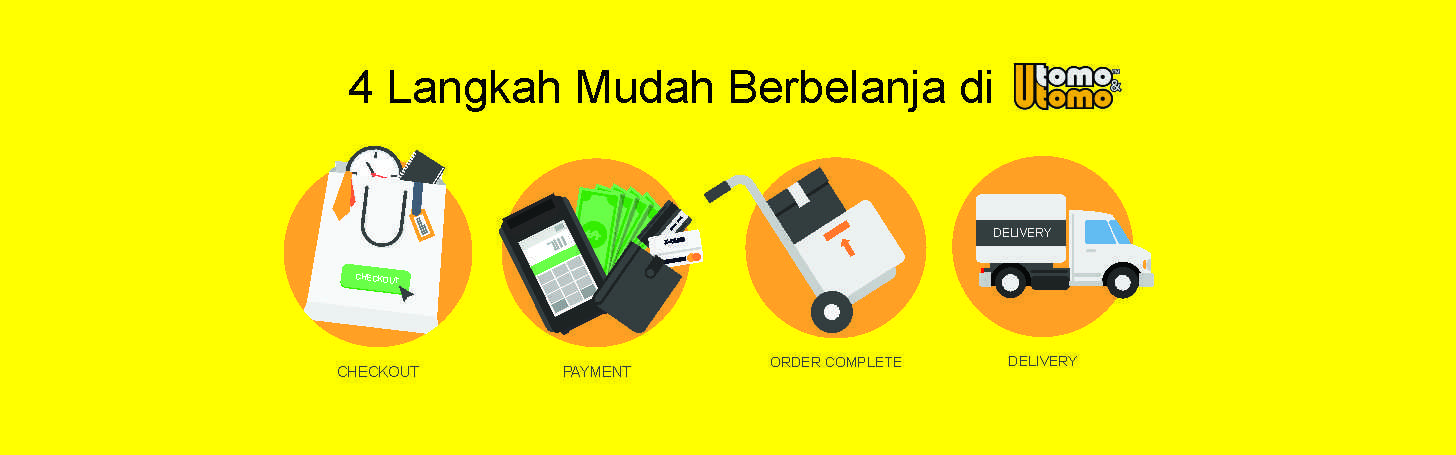 4 Langkah Mudah Berbelanja di Utomo & Utomo
CHECKOUT
DELIVERY
CHECKOUT
PAYMENT
ORDER COMPLETE
DELIVERY